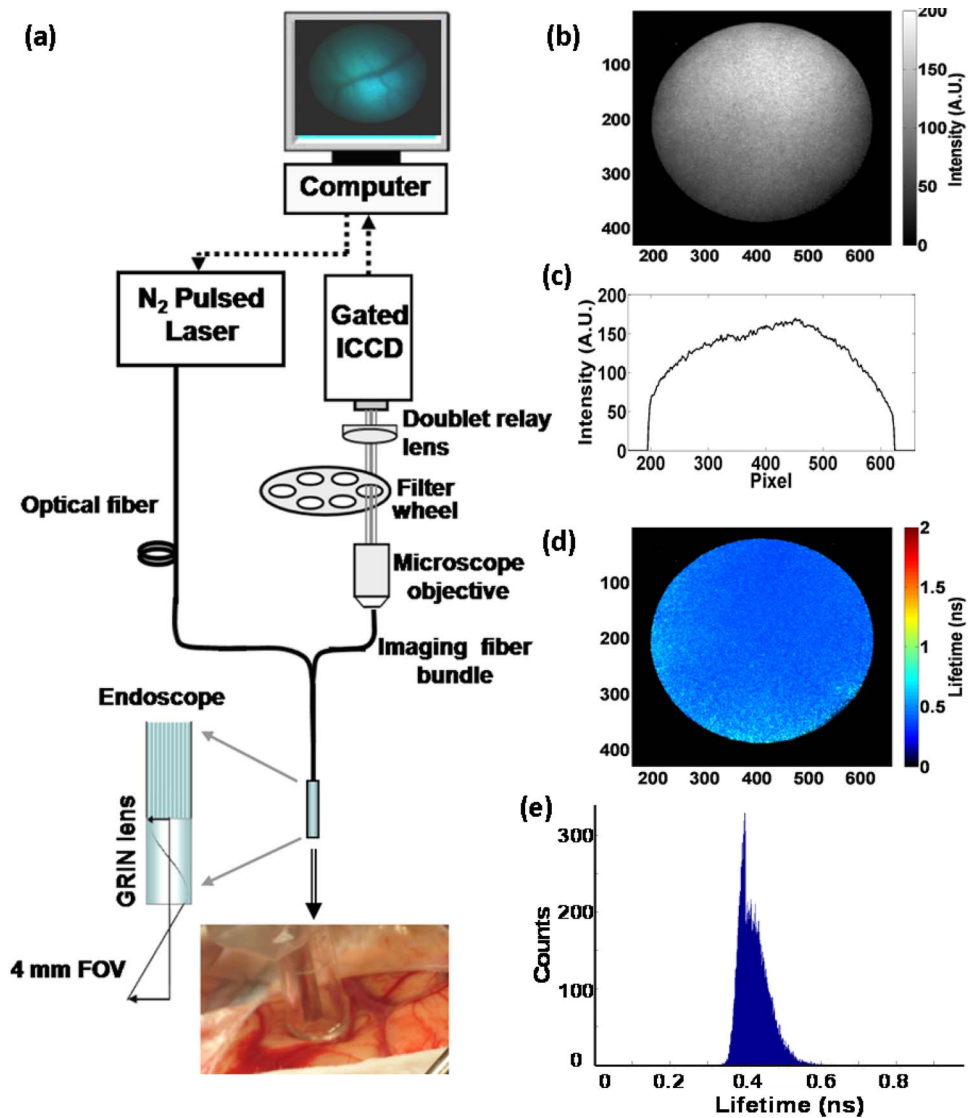 (a)
Computer
N₂ Pulsed
Laser
Gated
ICCD
Doublet relay
lens
Filter
wheel
Optical fiber
Microscope
objective
Imaging fiber
bundle
Endoscope
GRIN lens
4 mm FOV
(b)
100
200
300
400
200 300 400 500 600
200
150
100
50
0
Intensity (A.U.)
(c)
200
150
100
50
0
Intensity (A.U.)
200 300 400 500 600
Pixel
(d)
100
200
300
400
200 300 400 500 600
2
1.5
1
0.5
0
Lifetime (ns)
(e)
300
200
100
0
Counts
0 0.2 0.4 0.6 0.8
Lifetime (ns)